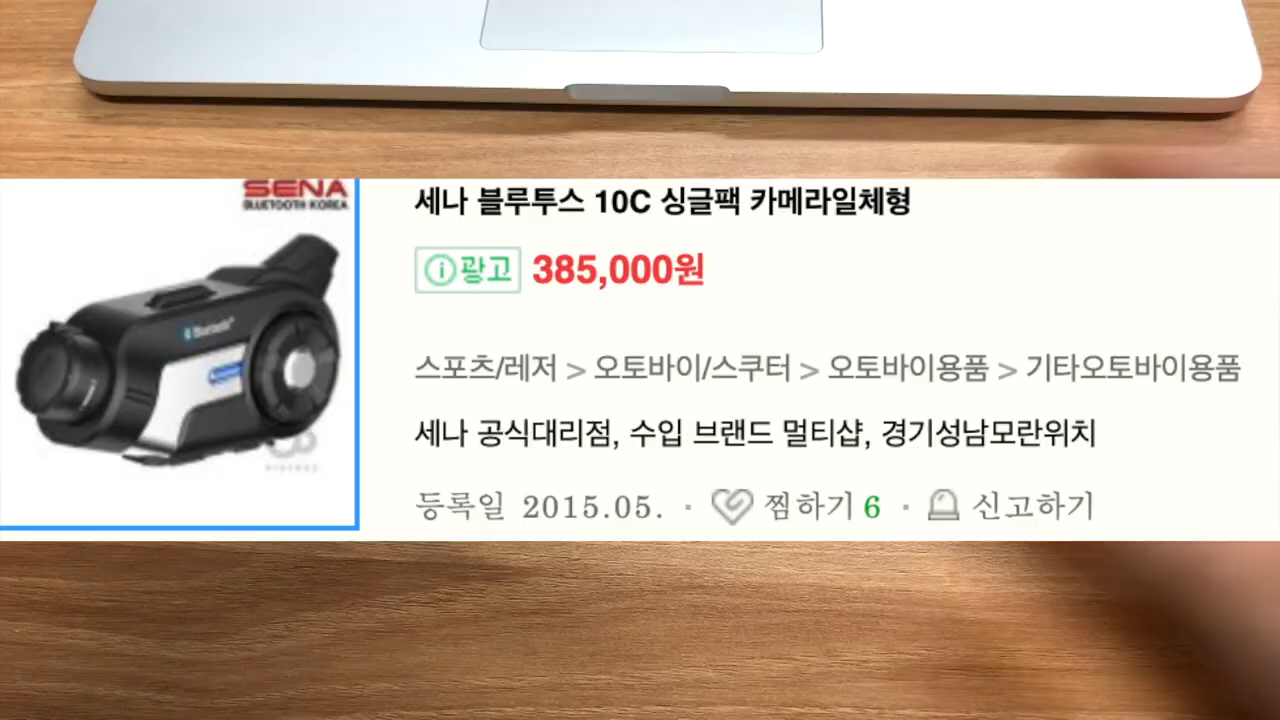 SENA
BLUETOOTH KOREA
Bluetooth
세나 블루투스 10C 싱글팩 카메라일체형
광고 385,000원
스포츠/레저 > 오토바이/스쿠터 > 오토바이용품 > 기타오토바이용품
세나 공식대리점, 수입 브랜드 멀티샵, 경기성남모란위치
등록일 2015.05. · 찜하기 6 · 신고하기